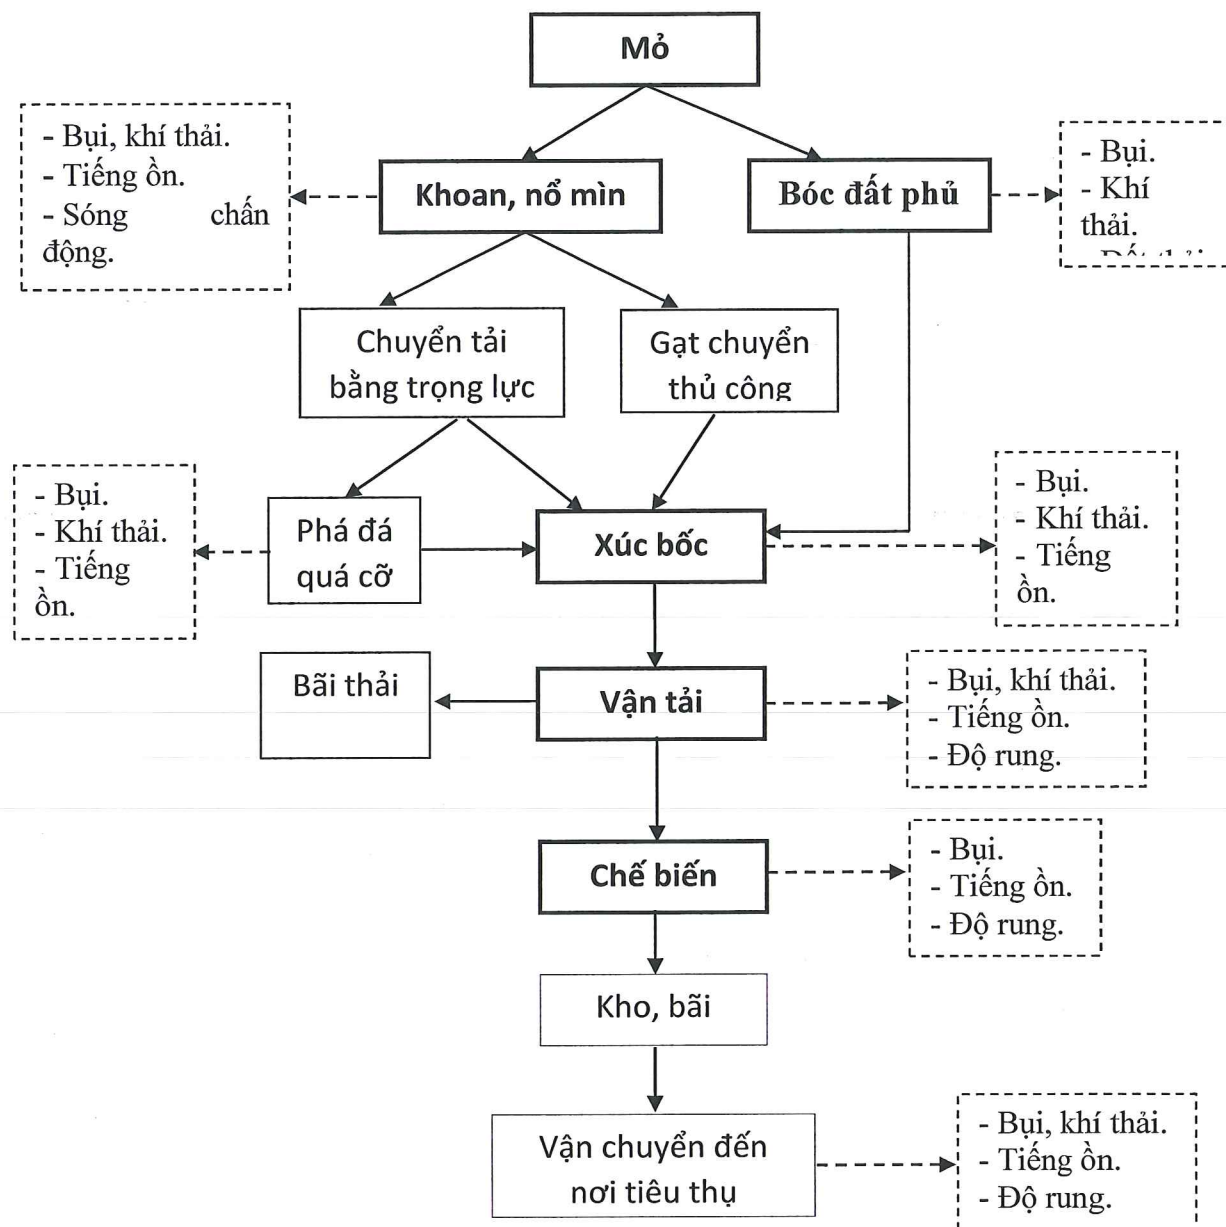 Mỏ
- Bụi, khí thải.
- Tiếng ồn.
- Sóng chấn
động.
Khoan, nổ mìn
Bóc đất phủ
- Bụi.
- Khí
thải.
Chuyển tải
bằng trọng lực
Gạt chuyển
thủ công
- Bụi.
- Khí thải.
- Tiếng
ồn.
Phá đá
quá cỡ
Xúc bốc
- Bụi.
- Khí thải.
- Tiếng
ồn.
Bãi thải
Vận tải
- Bụi, khí thải.
- Tiếng ồn.
- Độ rung.
Chế biến
- Bụi.
- Tiếng ồn.
- Độ rung.
Kho, bãi
Vận chuyển đến
nơi tiêu thụ
- Bụi, khí thải.
- Tiếng ồn.
- Độ rung.